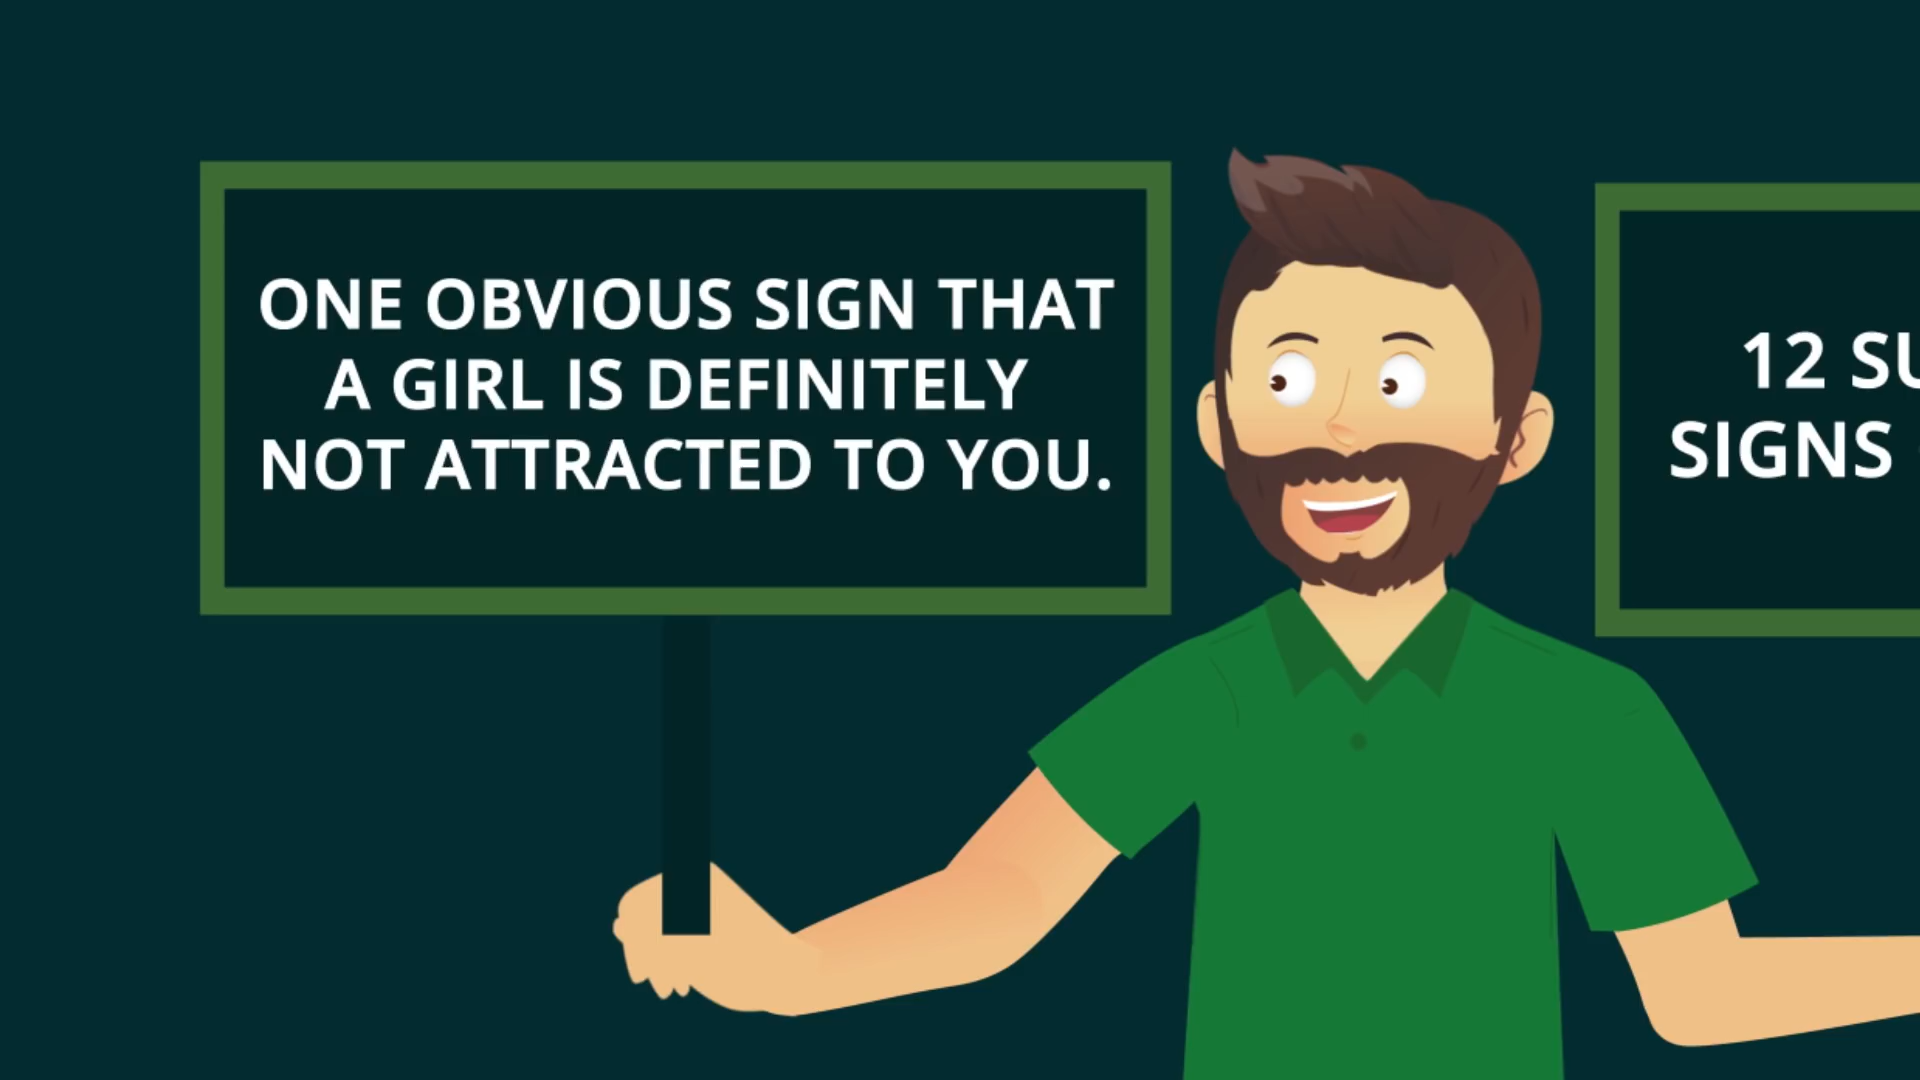 ONE OBVIOUS SIGN THAT
A GIRL IS DEFINITELY
NOT ATTRACTED TO YOU.
12
SIGNS